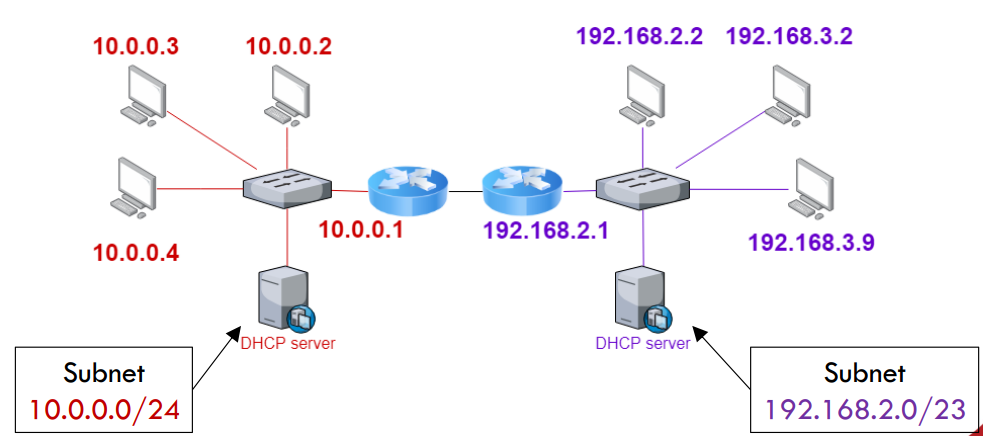 10.0.0.3
10.0.0.2
192.168.2.2
192.168.3.2
10.0.0.4
10.0.0.1
192.168.2.1
192.168.3.9
DHCP server
DHCP server
Subnet
10.0.0.0/24
Subnet
192.168.2.0/23